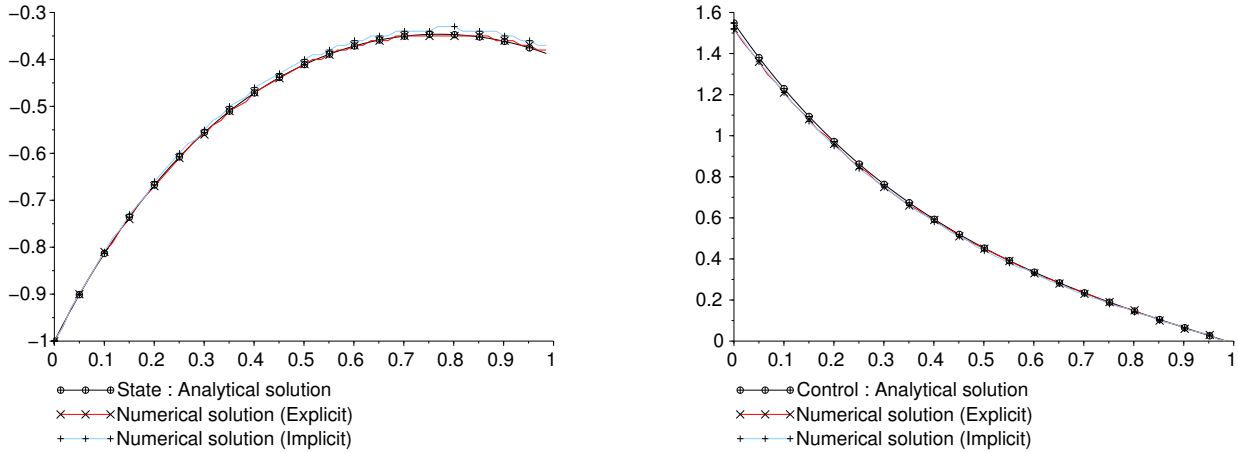 −0.3
−0.4
−0.5
−0.6
−0.7
−0.8
−0.9
−1
0 0.1 0.2 0.3 0.4 0.5 0.6 0.7 0.8 0.9 1
State : Analytical solution
Numerical solution (Explicit)
Numerical solution (Implicit)
1.6
1.4
1.2
1
0.8
0.6
0.4
0.2
0
0 0.1 0.2 0.3 0.4 0.5 0.6 0.7 0.8 0.9 1
Control : Analytical solution
Numerical solution (Explicit)
Numerical solution (Implicit)